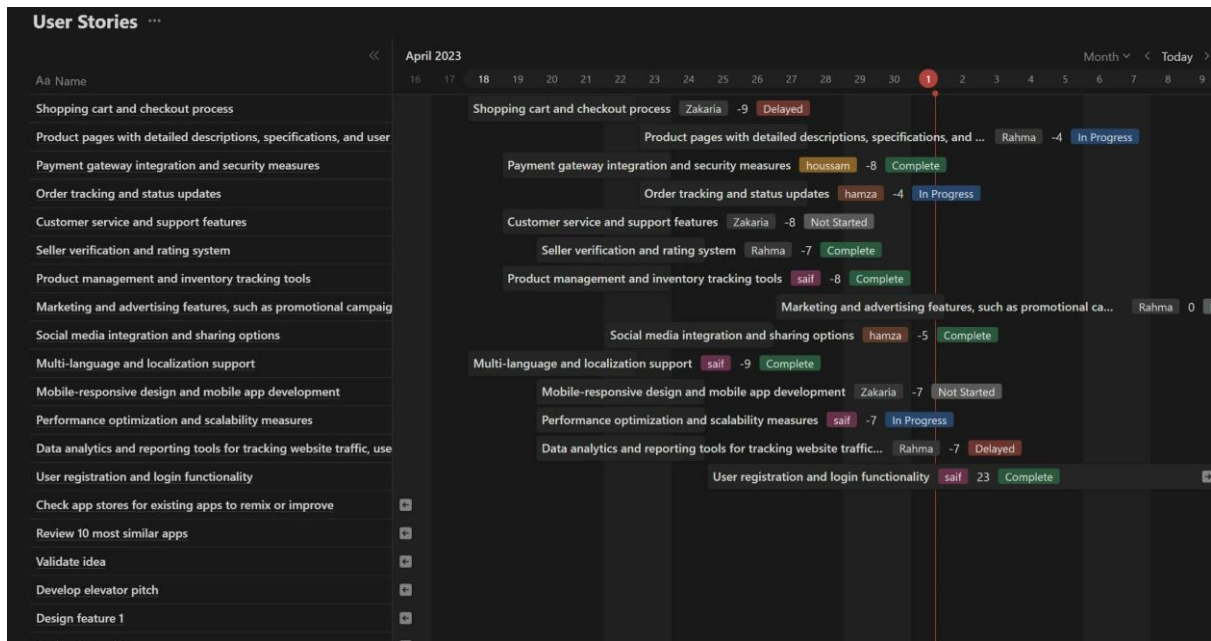 User Stories ...
April 2023 Month < Today >
Aa Name 16 17 18 19 20 21 22 23 24 25 26 27 28 29 30 1 2 3 4 5 6 7 8 9
Shopping cart and checkout process Shopping cart and checkout process Zakaria -9 Delayed
Product pages with detailed descriptions, specifications, and user Product pages with detailed descriptions, specifications, and ... Rahma -4 In Progress
Payment gateway integration and security measures Payment gateway integration and security measures houssam -8 Complete
Order tracking and status updates Order tracking and status updates hamza -4 In Progress
Customer service and support features Customer service and support features Zakaria -8 Not Started
Seller verification and rating system Seller verification and rating system Rahma -7 Complete
Product management and inventory tracking tools Product management and inventory tracking tools saif -8 Complete
Marketing and advertising features, such as promotional campaig Marketing and advertising features, such as promotional ca... Rahma 0
Social media integration and sharing options Social media integration and sharing options hamza -5 Complete
Multi-language and localization support Multi-language and localization support saif -9 Complete
Mobile-responsive design and mobile app development Mobile-responsive design and mobile app development Zakaria -7 Not Started
Performance optimization and scalability measures Performance optimization and scalability measures saif -7 In Progress
Data analytics and reporting tools for tracking website traffic, use Data analytics and reporting tools for tracking website traffic... Rahma -7 Delayed
User registration and login functionality User registration and login functionality saif 23 Complete
Check app stores for existing apps to remix or improve
Review 10 most similar apps
Validate idea
Develop elevator pitch
Design feature 1